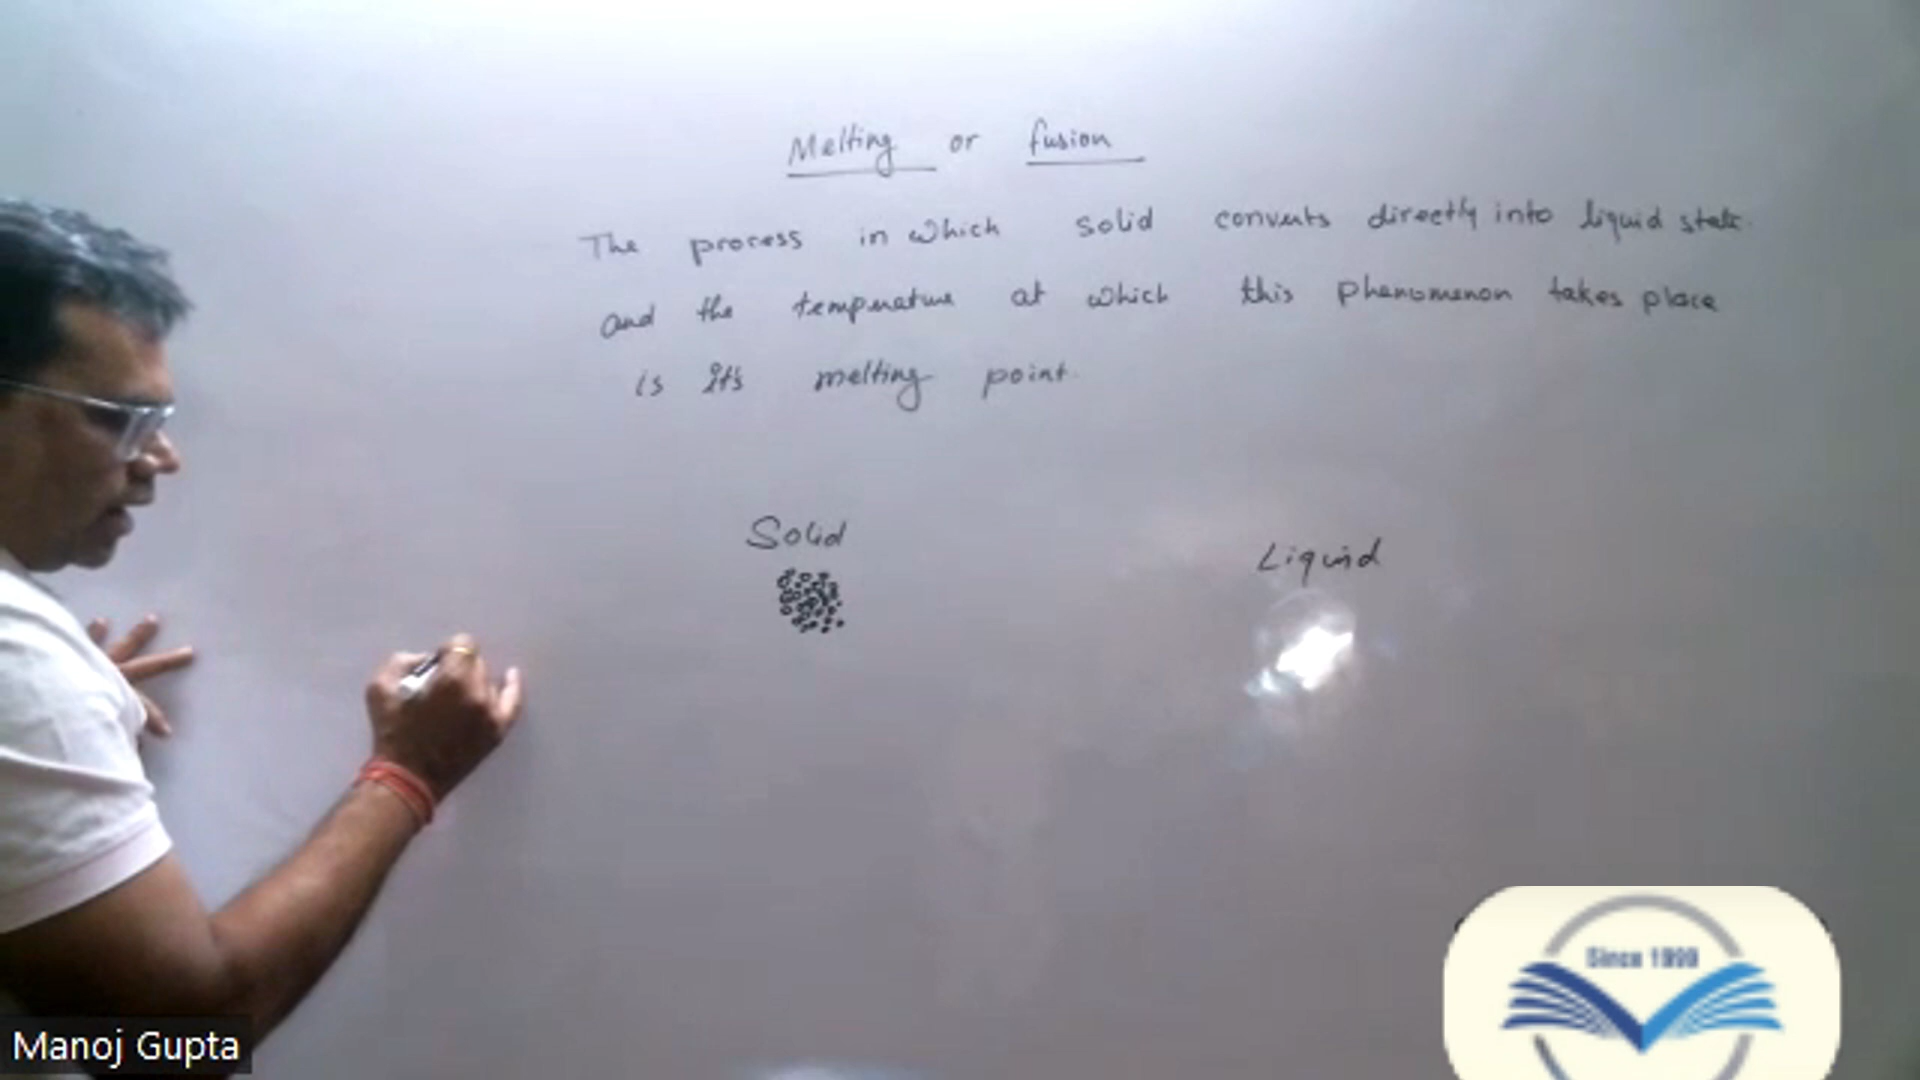 Melting or fusion
The process in which solid converts directly into liquid state.
and the temperature at which this phenomenon takes place
is it's melting point.
Solid
Liquid
Since 1999
Manoj Gupta